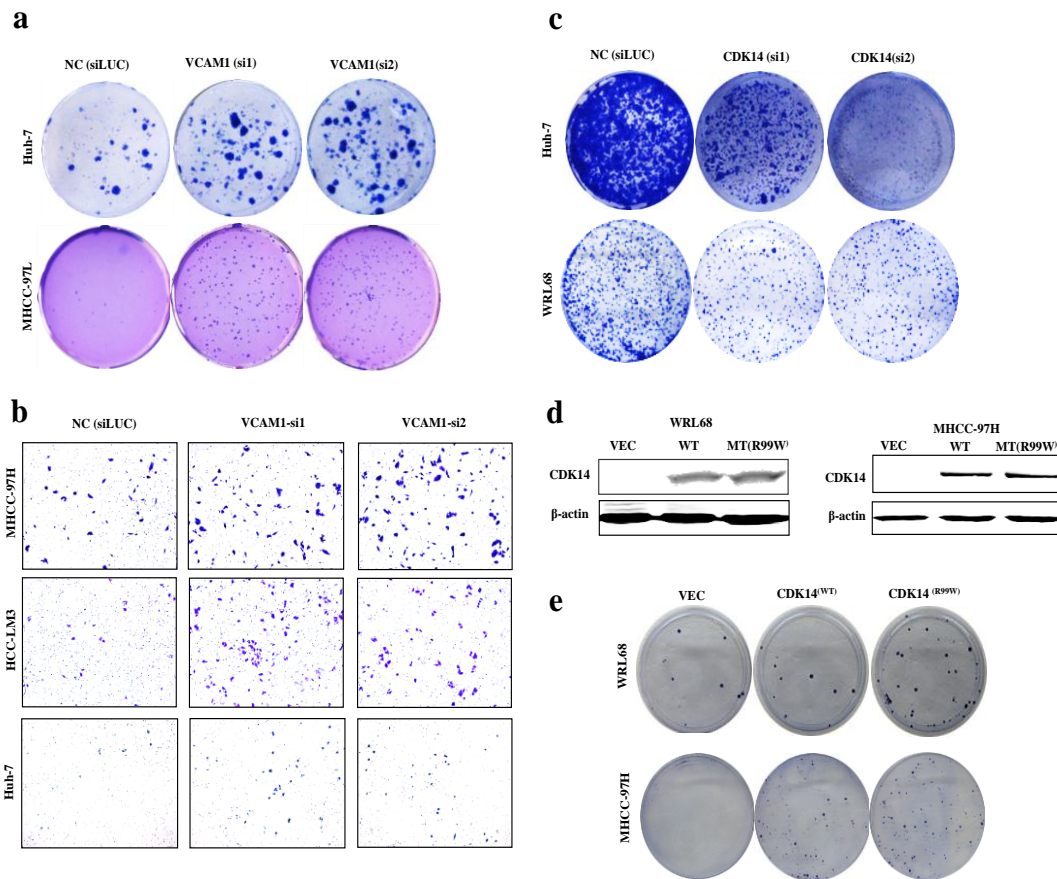 a
NC (siLUC) VCAM1 (si1) VCAM1(si2)
Huh-7
MHCC-97L
b
NC (siLUC) VCAM1-si1 VCAM1-si2
MHCC-97H
HCC-LM3
Huh-7
c
NC (siLUC) CDK14 (si1) CDK14(si2)
Huh-7
WRL68
d
WRL68
VEC WT MT(R99W)
CDK14
β-actin
MHCC-97H
VEC WT MT(R99W)
CDK14
β-actin
e
VEC CDK14(WT) CDK14 (R99W)
WRL68
MHCC-97H